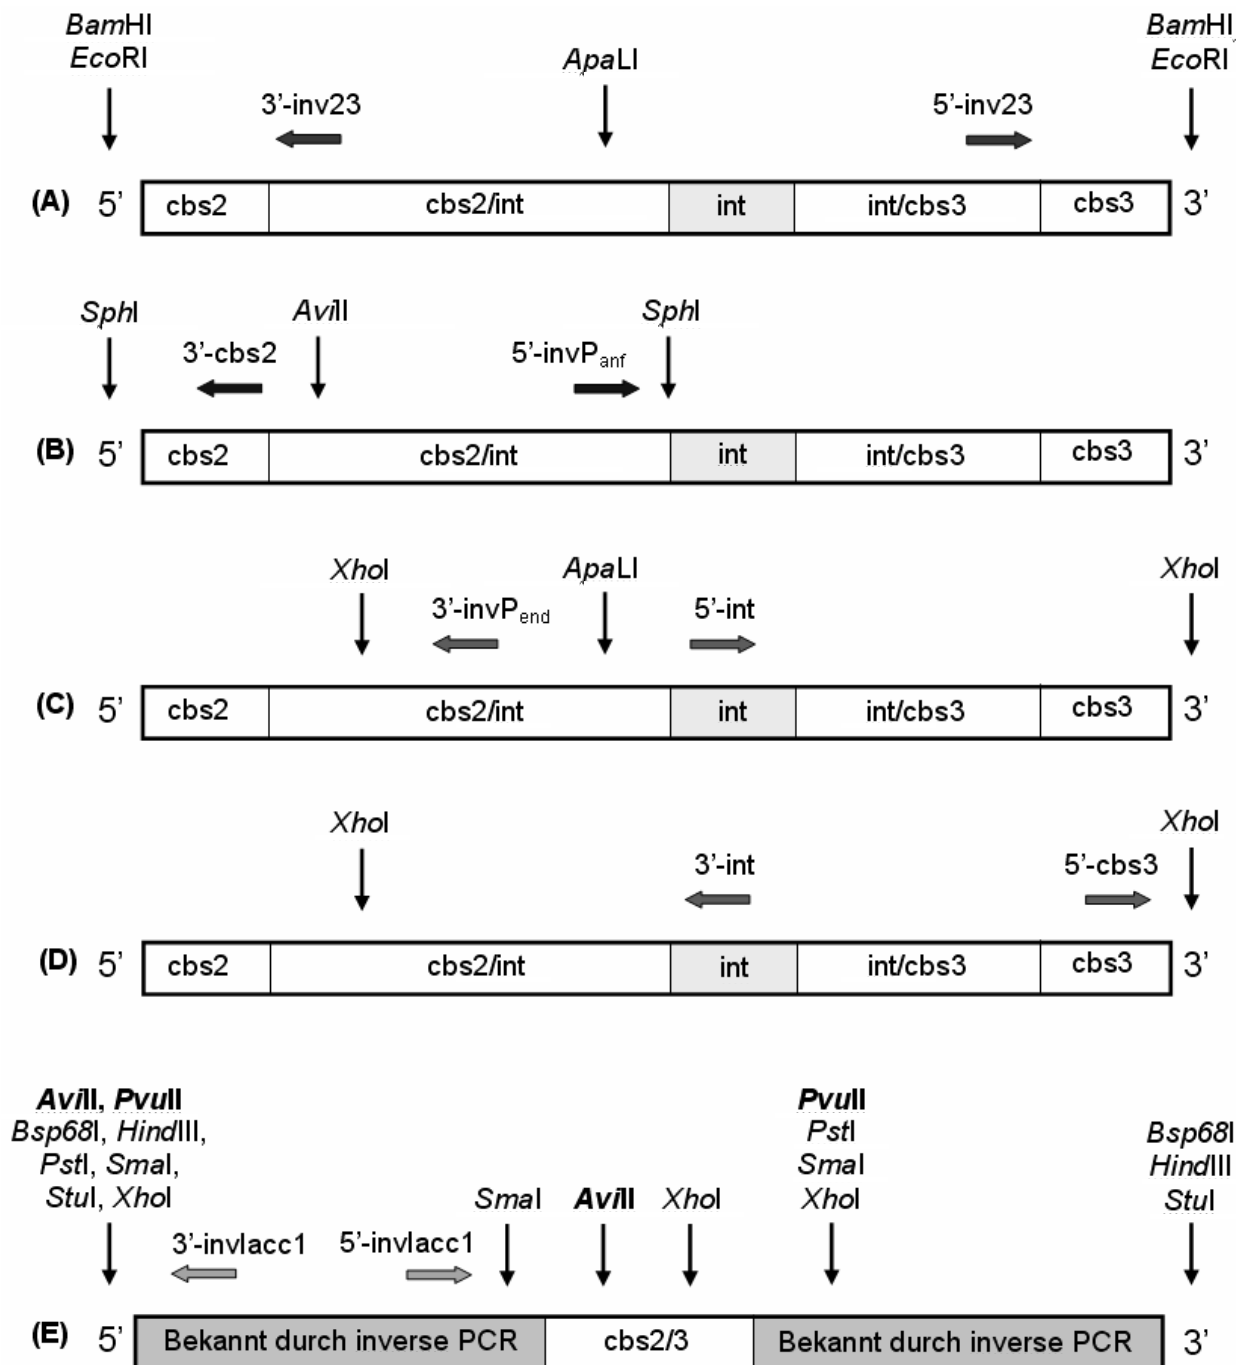 BamHI
EcoRI
ApaLI
BamHI
EcoRI
3'-inv23
5'-inv23
(A) 5' cbs2 cbs2/int int int/cbs3 cbs3 3'
SphI
AviII
SphI
3'-cbs2
5'-invPanf
(B) 5' cbs2 cbs2/int int int/cbs3 cbs3 3'
XhoI
ApaLI
XhoI
3'-invPend
5'-int
(C) 5' cbs2 cbs2/int int int/cbs3 cbs3 3'
XhoI
XhoI
3'-int
5'-cbs3
(D) 5' cbs2 cbs2/int int int/cbs3 cbs3 3'
AviII, PvuII
Bsp68I, HindIII,
PstI, SmaI,
StuI, XhoI
SmaI
AviII
XhoI
PvuII
PstI
SmaI
XhoI
Bsp68I
HindIII
StuI
3'-invlacc1
5'-invlacc1
(E) 5' Bekannt durch inverse PCR cbs2/3 Bekannt durch inverse PCR 3'